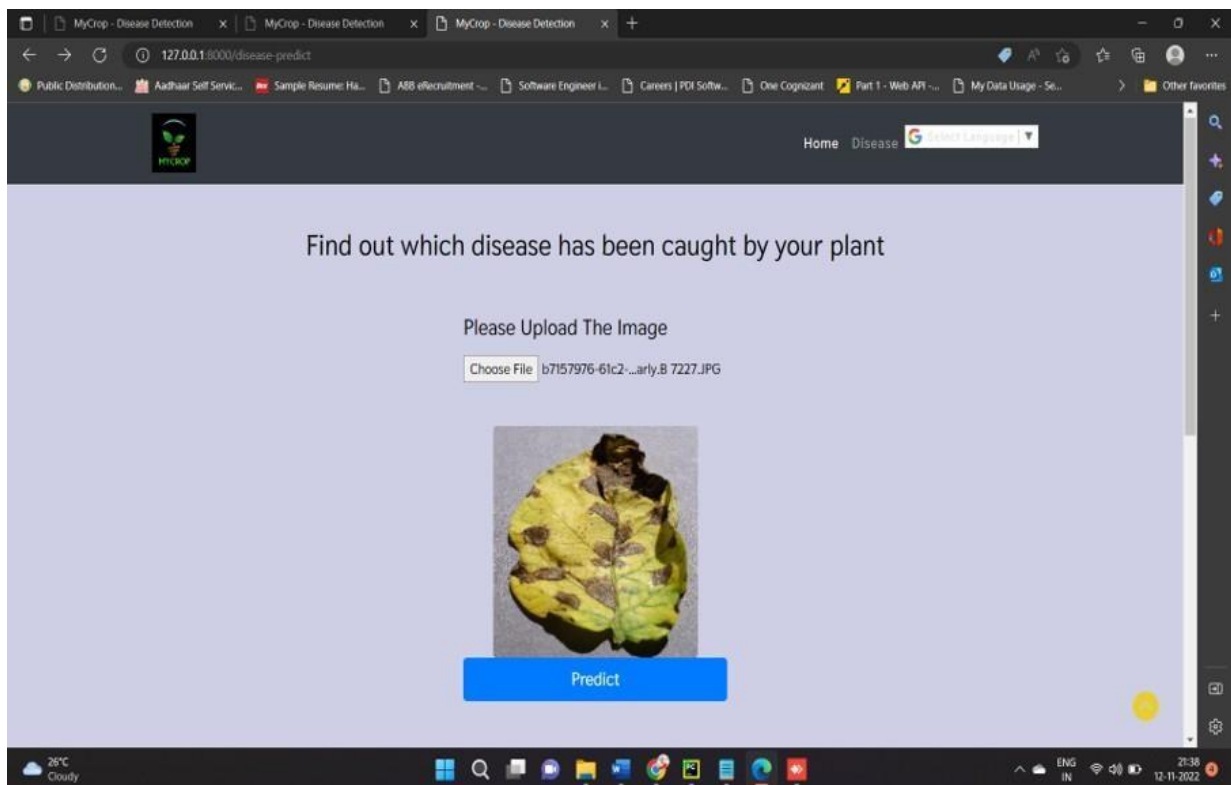 MyCrop - Disease Detection MyCrop - Disease Detection MyCrop - Disease Detection
127.0.0.1:8000/disease-predict
Public Distribution... Aadhaar Self Servic... Sample Resume: Ha... ABB eRecruitment -... Software Engineer i... Careers | PDI Softw... One Cognizant Part 1 - Web API -... My Data Usage - Se... Other favorites
MYCROP
Home Disease Select Language ▼
Find out which disease has been caught by your plant
Please Upload The Image
Choose File b7157976-61c2-...arly.B 7227.JPG
Predict
26°C
Cloudy
ENG
IN
21:38
12-11-2022
4